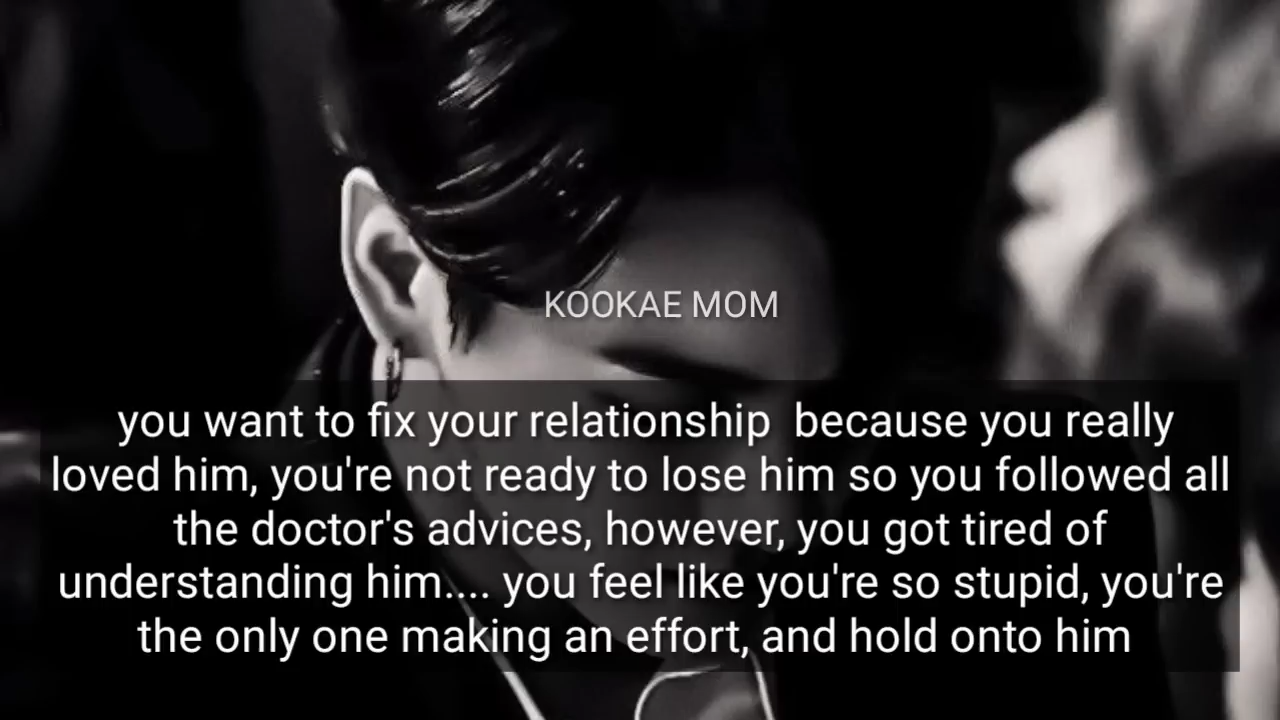 KOOKAE MOM
you want to fix your relationship  because you really
loved him, you're not ready to lose him so you followed all
the doctor's advices, however, you got tired of
understanding him.... you feel like you're so stupid, you're
the only one making an effort, and hold onto him